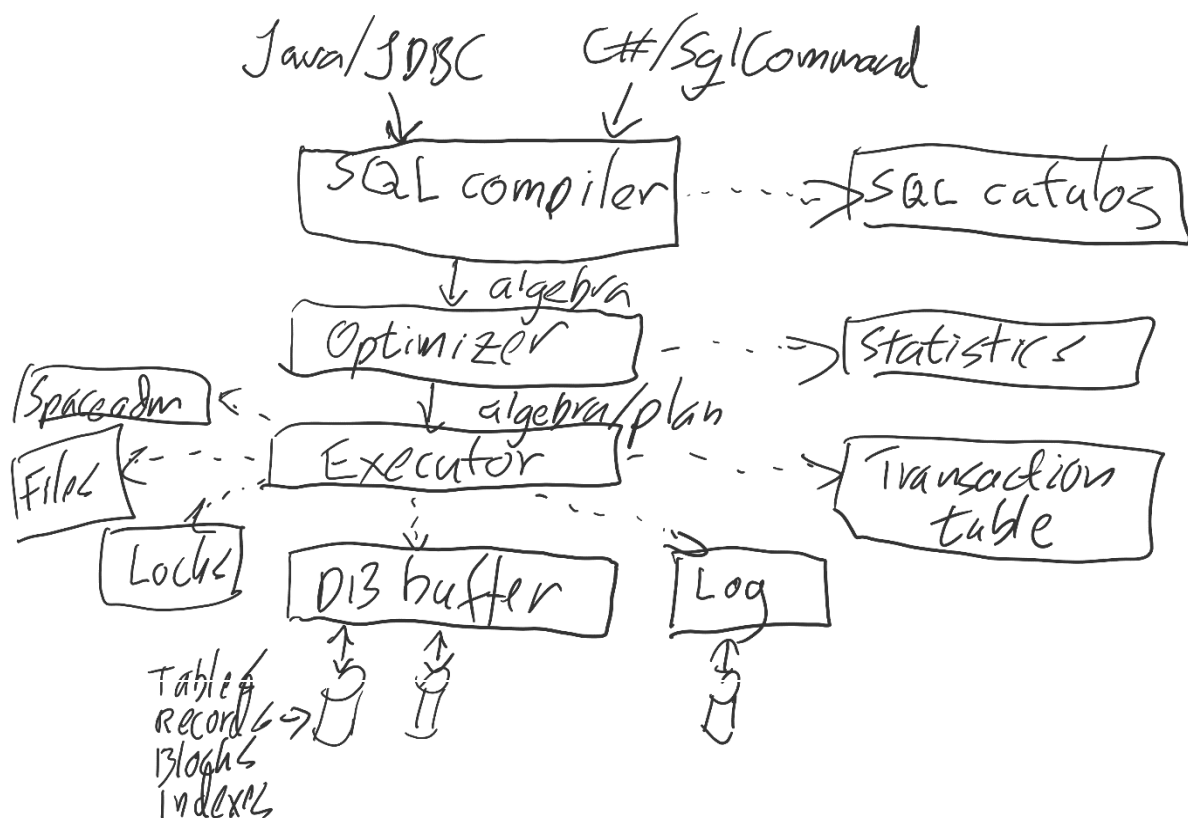 Java/JDBC
C#/SqlCommand
SQL compiler
SQL catalog
algebra
Optimizer
Statistics
Spaceadm
algebra/plan
Executor
Files
Transaction
table
Locks
DB buffer
Log
Tables
Records
Blocks
Indexes